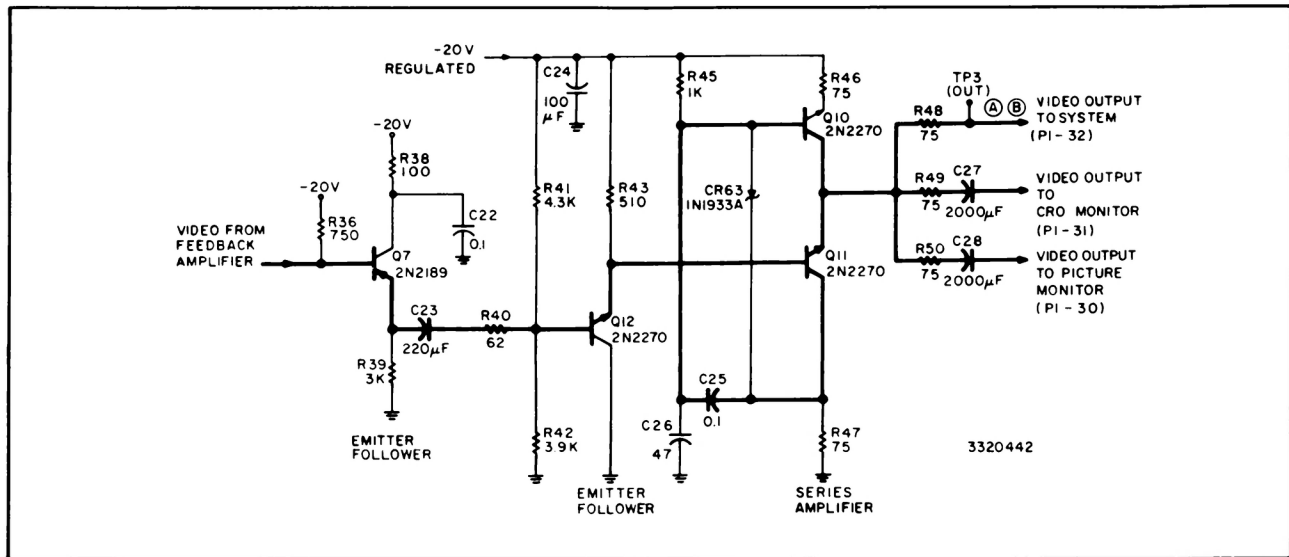 -20V
REGULATED
C24
100
µF
R45
1K
R46
75
TP3
(OUT)
A B
VIDEO OUTPUT
TO SYSTEM
(PI-32)
R48
75
Q10
2N2270
-20V
R38
100
-20V
R36
750
R41
4.3K
R43
510
CR63
1N1933A
R49
75
C27
2000µF
VIDEO OUTPUT
TO
CRO MONITOR
(PI-31)
C22
0.1
VIDEO FROM
FEEDBACK
AMPLIFIER
Q7
2N2189
Q11
2N2270
R50
75
C28
2000µF
VIDEO OUTPUT
TO PICTURE
MONITOR
(PI-30)
C23
220µF
R40
62
Q12
2N2270
R39
3K
C25
0.1
EMITTER
FOLLOWER
R42
3.9K
C26
47
R47
75
3320442
EMITTER
FOLLOWER
SERIES
AMPLIFIER